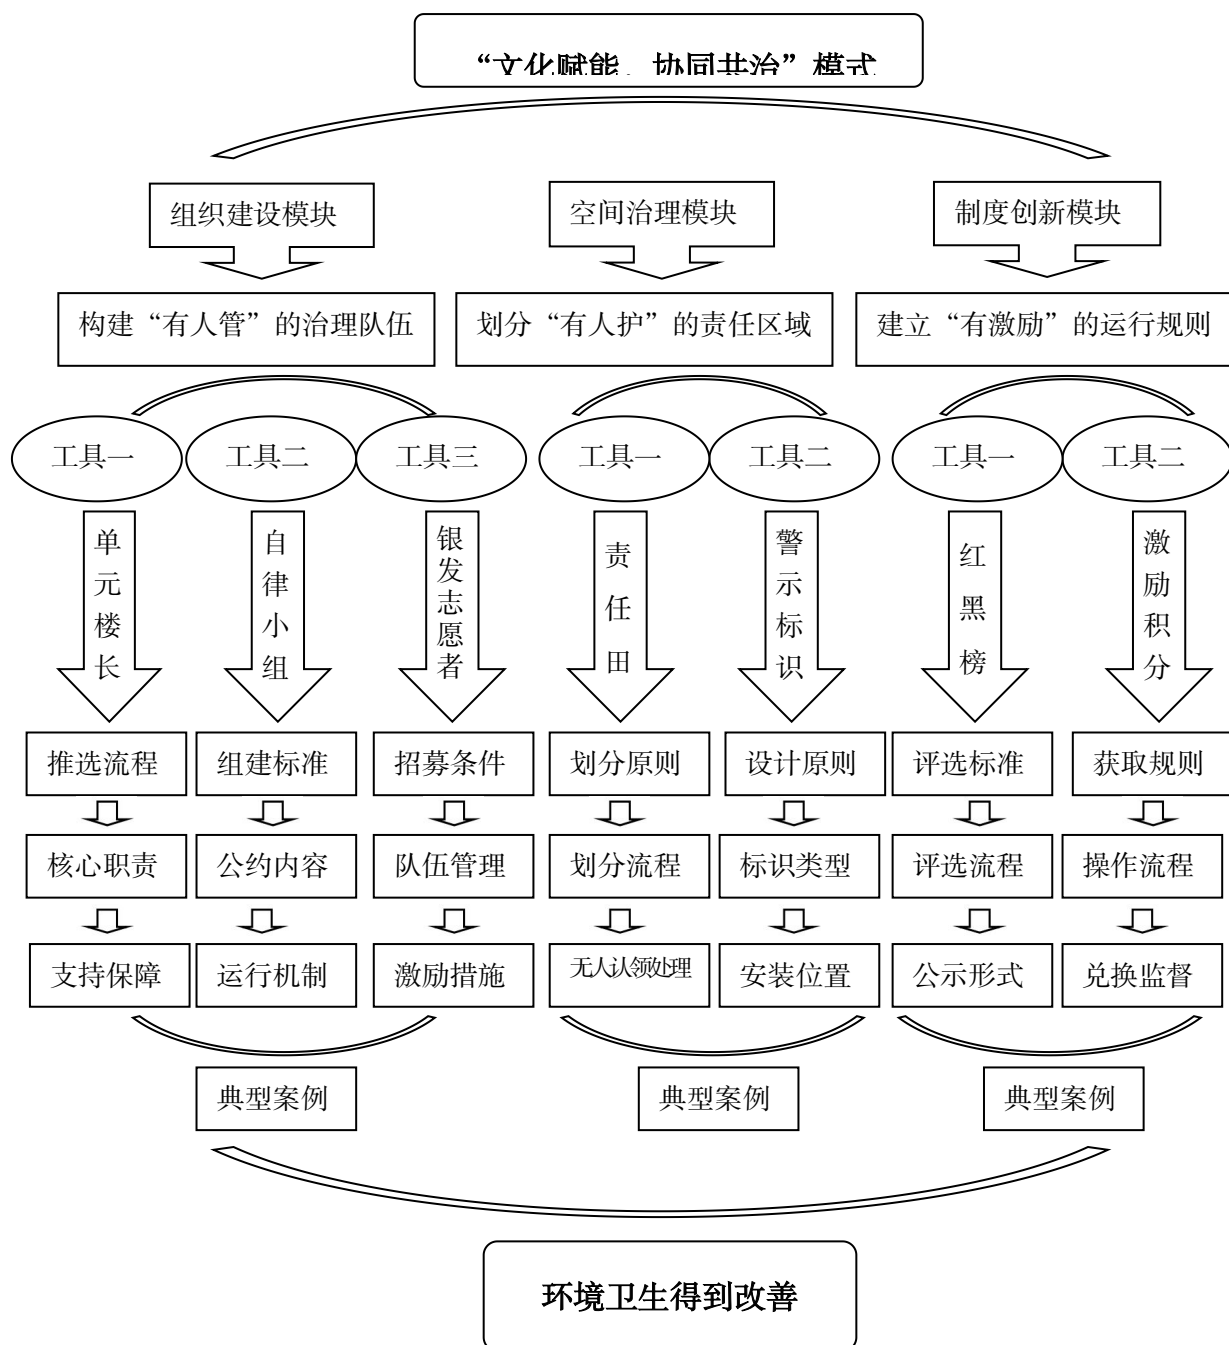 “文化赋能、协同共治”模式
组织建设模块
空间治理模块
制度创新模块
构建“有人管”的治理队伍
划分“有人护”的责任区域
建立“有激励”的运行规则
工具一
工具二
工具三
工具一
工具二
工具一
工具二
单元楼长
自律小组
银发志愿者
责任田
警示标识
红黑榜
激励积分
推选流程
组建标准
招募条件
划分原则
设计原则
评选标准
获取规则
核心职责
公约内容
队伍管理
划分流程
标识类型
评选流程
操作流程
支持保障
运行机制
激励措施
无人认领处理
安装位置
公示形式
兑换监督
典型案例
典型案例
典型案例
环境卫生得到改善